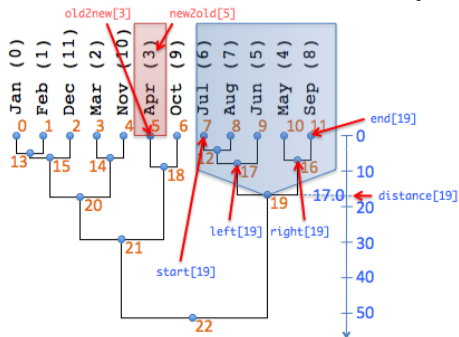 old2new[3] new2old[5]
Jan (0)
Feb (1)
Dec (11)
Mar (2)
Nov (10)
Apr (3)
Oct (9)
Jul (6)
Aug (7)
Jun (5)
May (4)
Sep (8)
0 1 2 3 4 5 6 7 8 9 10 11
end[19]
0
13 15 14 18 12 17 16
10
17.0 distance[19]
20 19
20
left[19] right[19]
21
30
start[19]
40
50
22